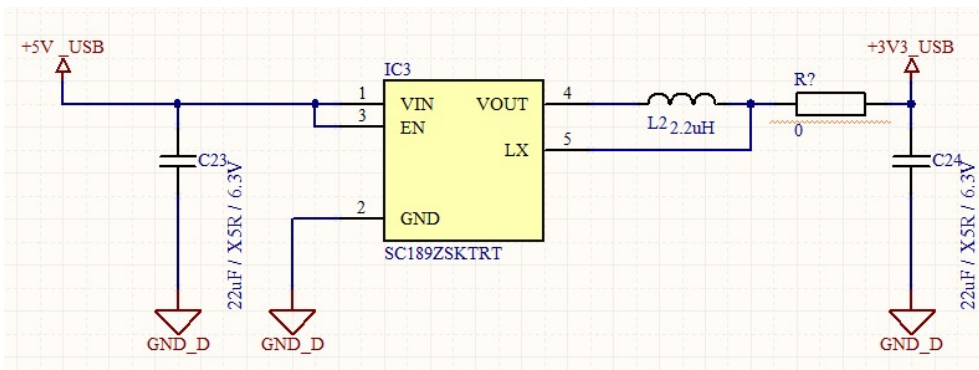 +5V_USB
+3V3_USB
IC3
R?
1
VIN
VOUT
4
3
EN
L2
2.2uH
0
LX
5
C23
22uF / X5R / 6.3V
C24
22uF / X5R / 6.3V
2
GND
SC189ZSKTRT
GND_D
GND_D
GND_D